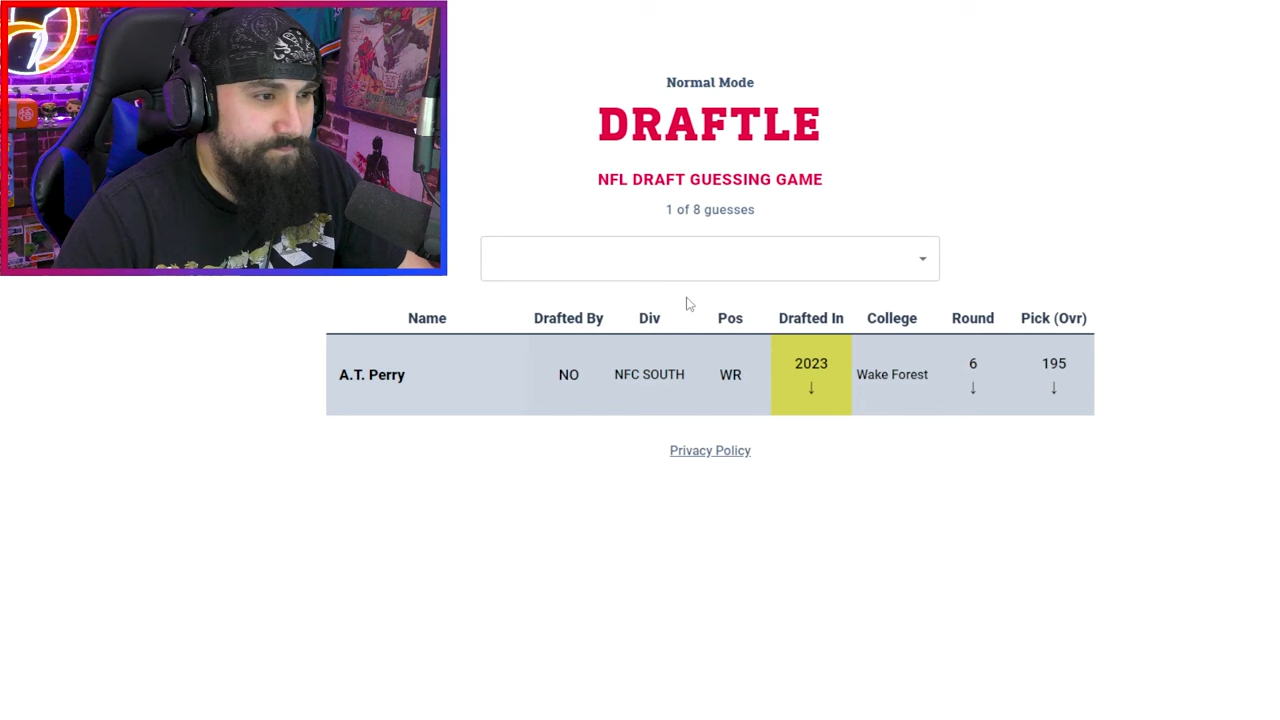 Normal Mode
DRAFTLE
NFL DRAFT GUESSING GAME
1 of 8 guesses
Name Drafted By Div Pos Drafted In College Round Pick (Ovr)
A.T. Perry NO NFC SOUTH WR 2023 ↓ Wake Forest 6 ↓ 195 ↓
Privacy Policy